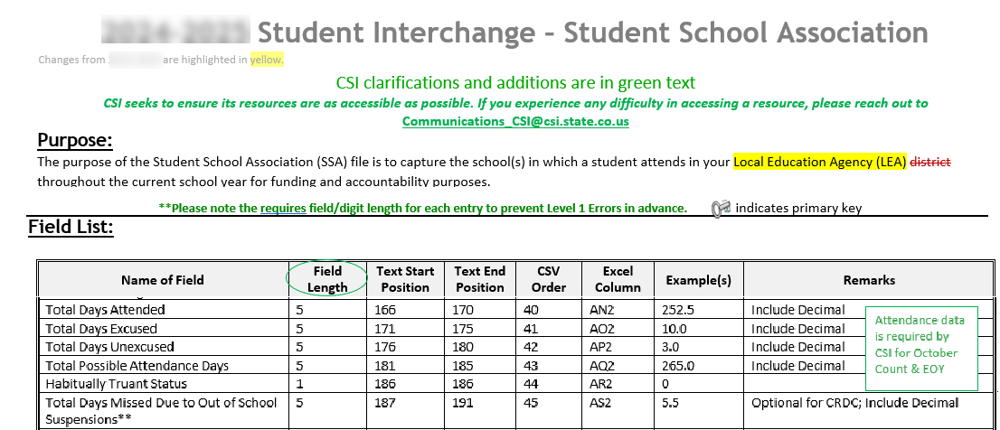 Student Interchange - Student School Association
Changes from are highlighted in yellow.
CSI clarifications and additions are in green text
CSI seeks to ensure its resources are as accessible as possible. If you experience any difficulty in accessing a resource, please reach out to
Communications_CSI@csi.state.co.us
Purpose:
The purpose of the Student School Association (SSA) file is to capture the school(s) in which a student attends in your Local Education Agency (LEA) district
throughout the current school year for funding and accountability purposes.
**Please note the requires field/digit length for each entry to prevent Level 1 Errors in advance. indicates primary key
Field List:
Name of Field Field Length Text Start Position Text End Position CSV Order Excel Column Example(s) Remarks
Total Days Attended 5 166 170 40 AN2 252.5 Include Decimal
Total Days Excused 5 171 175 41 AO2 10.0 Include Decimal
Total Days Unexcused 5 176 180 42 AP2 3.0 Include Decimal
Total Possible Attendance Days 5 181 185 43 AQ2 265.0 Include Decimal
Habitually Truant Status 1 186 186 44 AR2 0
Total Days Missed Due to Out of School Suspensions** 5 187 191 45 AS2 5.5 Optional for CRDC; Include Decimal
Attendance data
is required by
CSI for October
Count & EOY